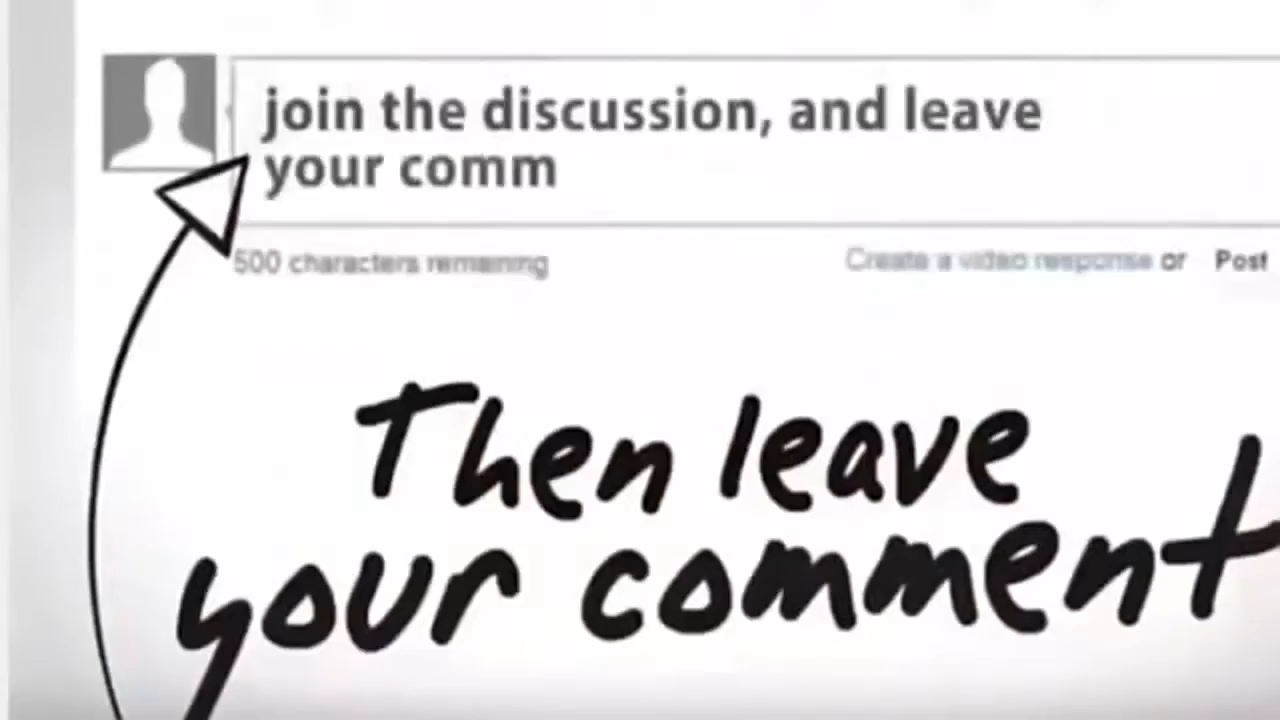 join the discussion, and leave
your comm
500 characters remaining
Create a video response or Post
Then leave
your comment